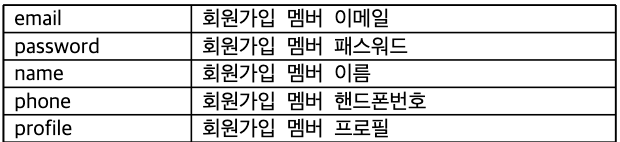 email 회원가입 멤버 이메일
password 회원가입 멤버 패스워드
name 회원가입 멤버 이름
phone 회원가입 멤버 핸드폰번호
profile 회원가입 멤버 프로필